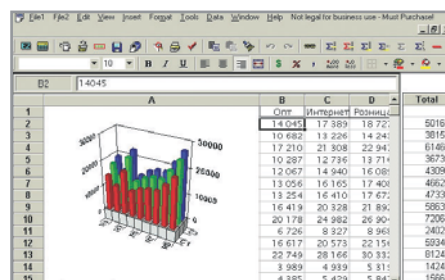 File1 File2 Edit View Insert Format Tools Data Window Help Not legal for business use - Must Purchase!
10 B I U $ %
B2 14045
A B C D Total
1 Опт Интернет Розница
2 14 045 17 389 18 72 5016
3 10 682 13 226 14 24 3815
4 17 210 21 308 22 94 6146
5 10 287 12 736 13 71 3673
6 12 067 14 940 16 08 4309
7 13 056 16 165 17 40 4662
8 13 254 16 410 17 67 4733
9 16 419 20 328 21 89 5863
10 20 178 24 982 26 90 7206
11 6 726 8 327 8 96 2402
12 16 617 20 573 22 15 5934
13 22 749 28 166 30 33 8124
14 3 989 4 939 5 31 1424
30000 20000 10000 0
30000 20000 10000 0